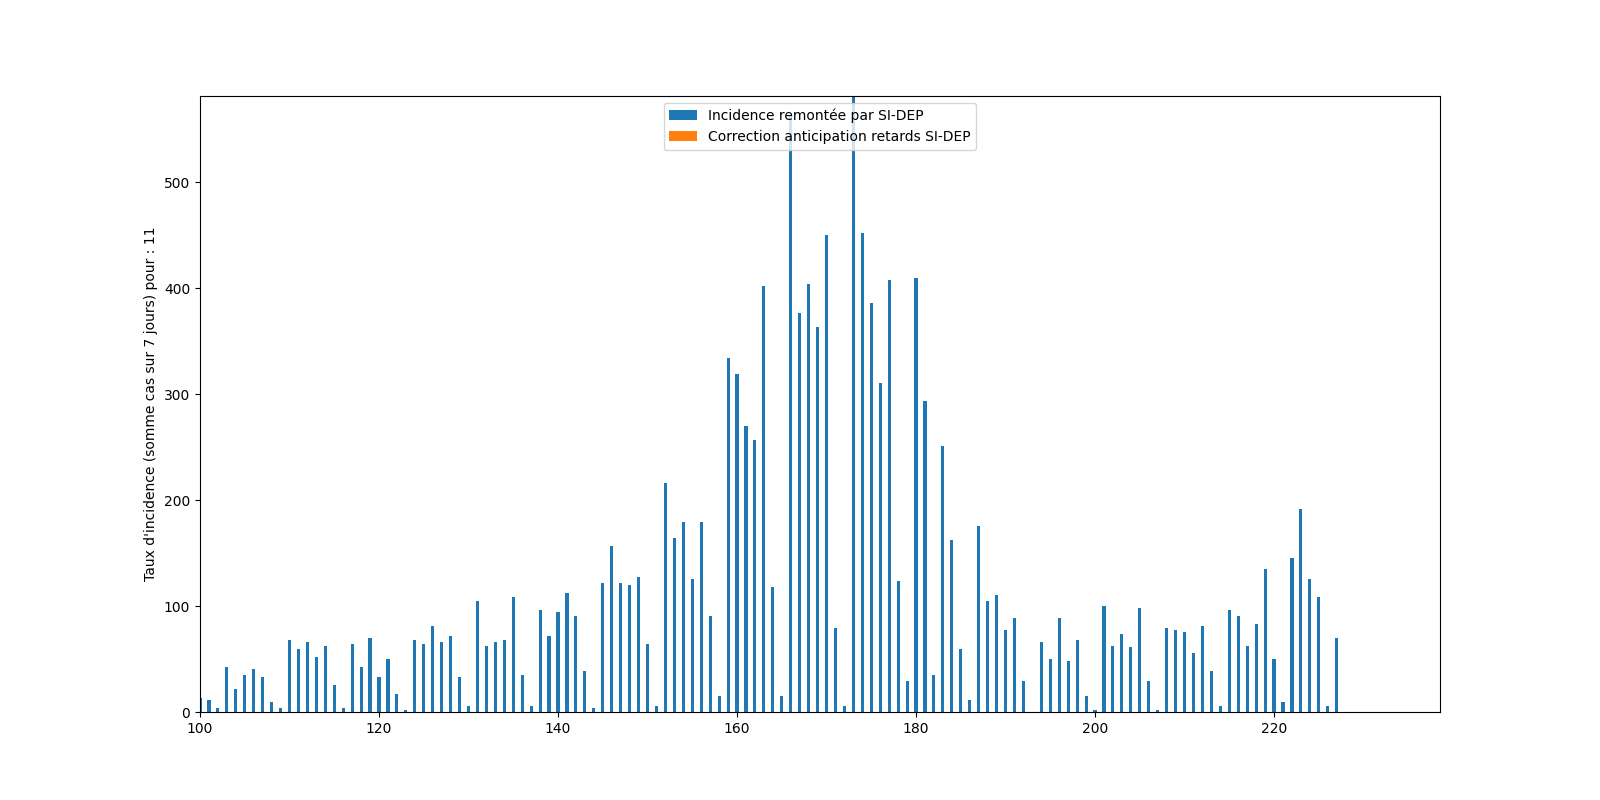 Incidence remontée par SI-DEP
Correction anticipation retards SI-DEP
Taux d'incidence (somme cas sur 7 jours) pour : 11
500
400
300
200
100
0
100 120 140 160 180 200 220